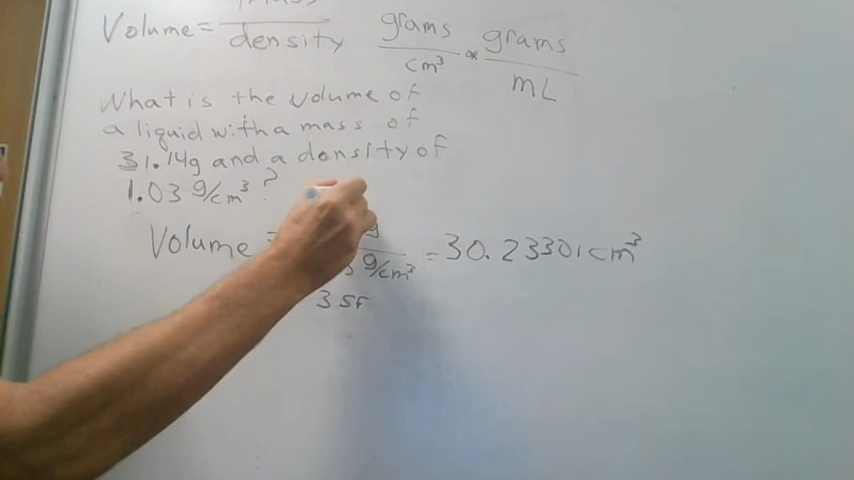 Volume = density grams/cm³ * grams/mL
What is the volume of
a liquid with a mass of
31.14g and a density of
1.03 g/cm³ ?
Volume = g / g/cm³ = 30.23301 cm³
3 SF